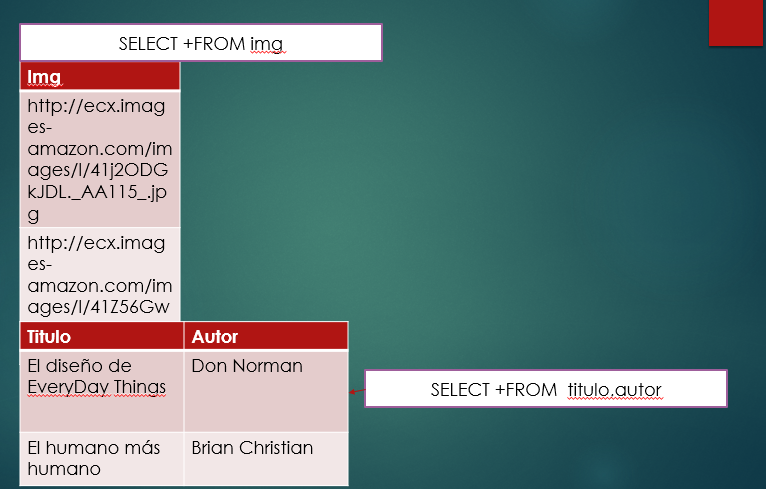 SELECT +FROM img
Img
http://ecx.imag
es-
amazon.com/im
ages/I/41j2ODG
kJDL._AA115_.jp
g
http://ecx.imag
es-
amazon.com/im
ages/I/41Z56Gw
Titulo
Autor
El diseño de
EveryDay Things
Don Norman
SELECT +FROM titulo,autor
El humano más
humano
Brian Christian